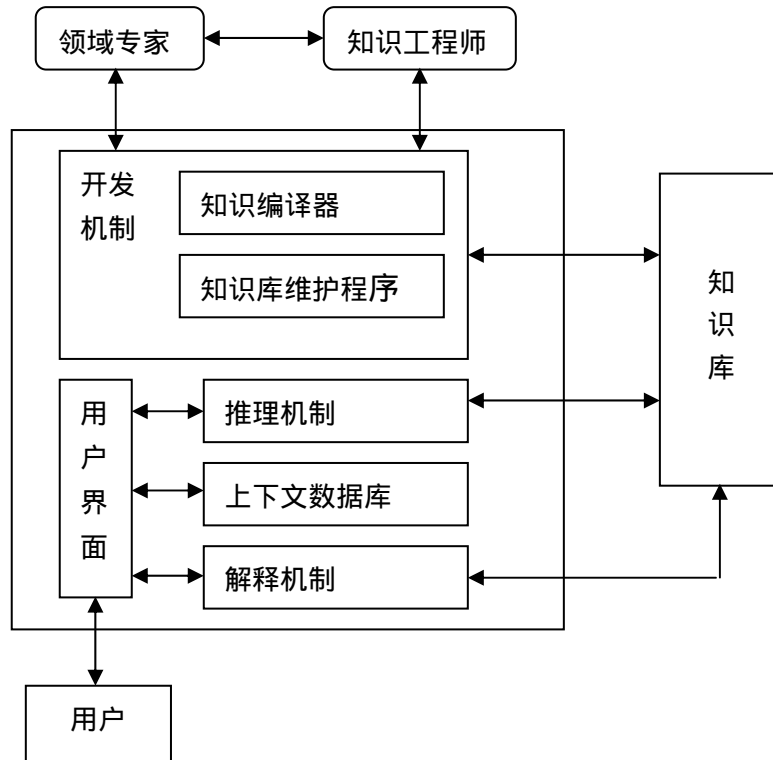 领域专家
知识工程师
开发
机制
知识编译器
知识库维护程序
知
识
库
用
户
界
面
推理机制
上下文数据库
解释机制
用户